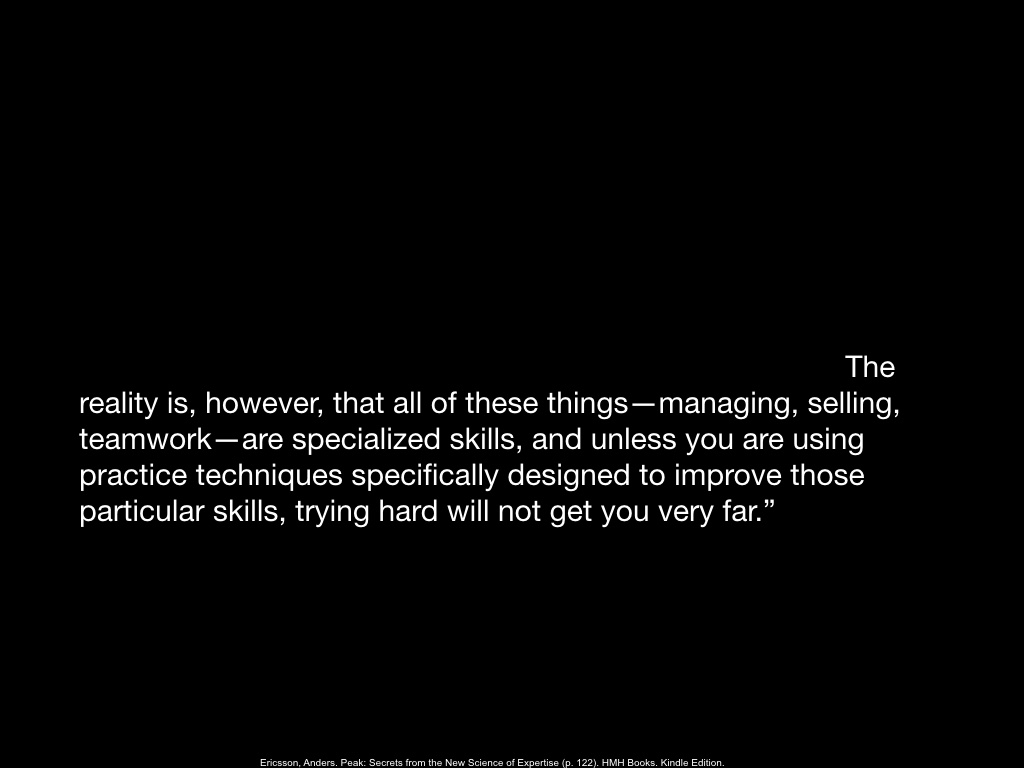 The
reality is, however, that all of these things—managing, selling,
teamwork—are specialized skills, and unless you are using
practice techniques specifically designed to improve those
particular skills, trying hard will not get you very far.”
Ericsson, Anders. Peak: Secrets from the New Science of Expertise (p. 122). HMH Books. Kindle Edition.